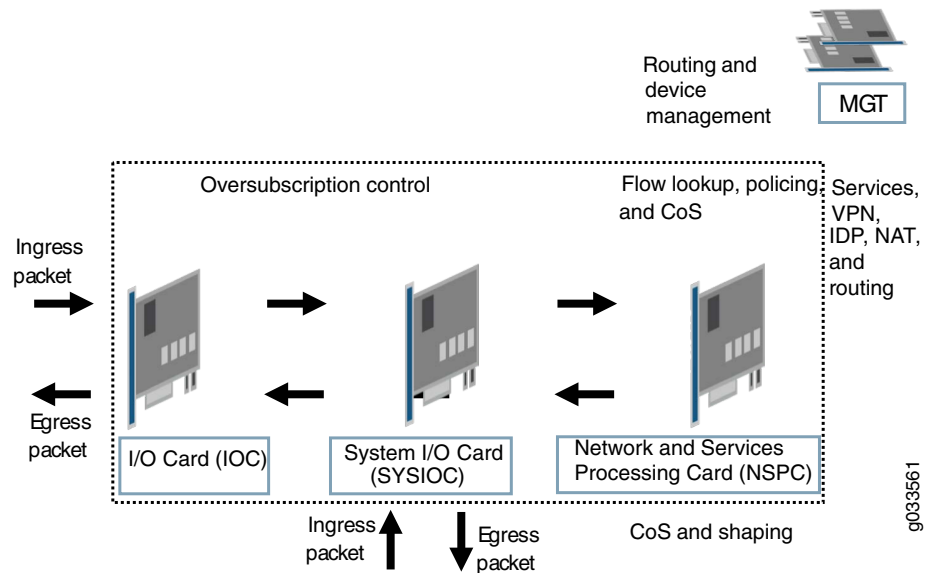 Routing and
device
management
MGT
Oversubscription control
Flow lookup, policing,
and CoS
Services,
VPN,
IDP, NAT,
and
routing
Ingress
packet
Egress
packet
I/O Card (IOC)
System I/O Card
(SYSIOC)
Network and Services
Processing Card (NSPC)
Ingress
packet
Egress
packet
CoS and shaping
g033561